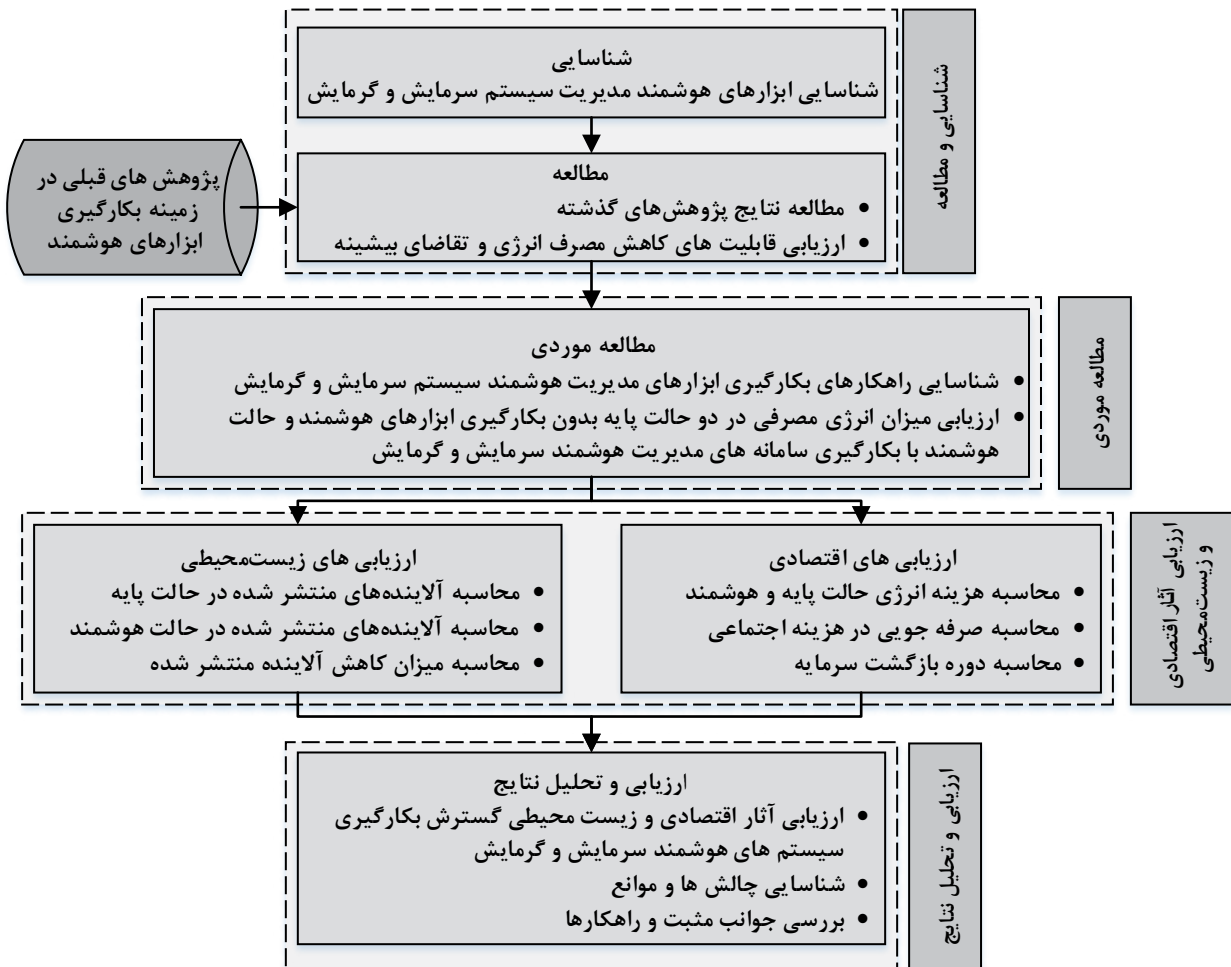 شناسایی
شناسایی ابزارهای هوشمند مدیریت سیستم سرمایش و گرمایش
شناسایی و مطالعه
مطالعه
• مطالعه نتایج پژوهش‌های گذشته
• ارزیابی قابلیت های کاهش مصرف انرژی و تقاضای بیشینه
پژوهش های قبلی در
زمینه بکارگیری
ابزارهای هوشمند
مطالعه موردی
• شناسایی راهکارهای بکارگیری ابزارهای مدیریت هوشمند سیستم سرمایش و گرمایش
• ارزیابی میزان انرژی مصرفی در دو حالت پایه بدون بکارگیری ابزارهای هوشمند و حالت
هوشمند با بکارگیری سامانه های مدیریت هوشمند سرمایش و گرمایش
مطالعه موردی
ارزیابی آثار اقتصادی
و زیست‌محیطی
ارزیابی های اقتصادی
• محاسبه هزینه انرژی حالت پایه و هوشمند
• محاسبه صرفه جویی در هزینه اجتماعی
• محاسبه دوره بازگشت سرمایه
ارزیابی های زیست‌محیطی
• محاسبه آلاینده‌های منتشر شده در حالت پایه
• محاسبه آلاینده‌های منتشر شده در حالت هوشمند
• محاسبه میزان کاهش آلاینده منتشر شده
ارزیابی و تحلیل نتایج
• ارزیابی آثار اقتصادی و زیست محیطی گسترش بکارگیری
سیستم های هوشمند سرمایش و گرمایش
• شناسایی چالش ها و موانع
• بررسی جوانب مثبت و راهکارها
ارزیابی و تحلیل نتایج